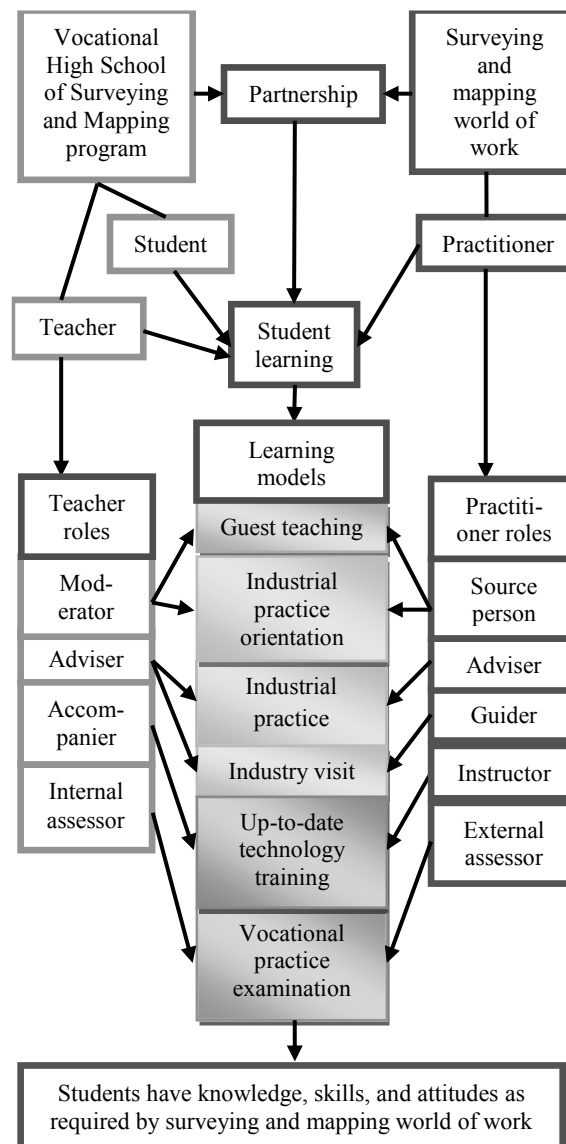 Vocational
High School
of Surveying
and Mapping
program
Partnership
Surveying
and
mapping
world of
work
Student
Practitioner
Teacher
Student
learning
Learning
models
Teacher
roles
Mod-
erator
Adviser
Accom-
panier
Internal
assessor
Guest teaching
Industrial
practice
orientation
Industrial
practice
Industry visit
Up-to-date
technology
training
Vocational
practice
examination
Practiti-
oner roles
Source
person
Adviser
Guider
Instructor
External
assessor
Students have knowledge, skills, and attitudes as
required by surveying and mapping world of work